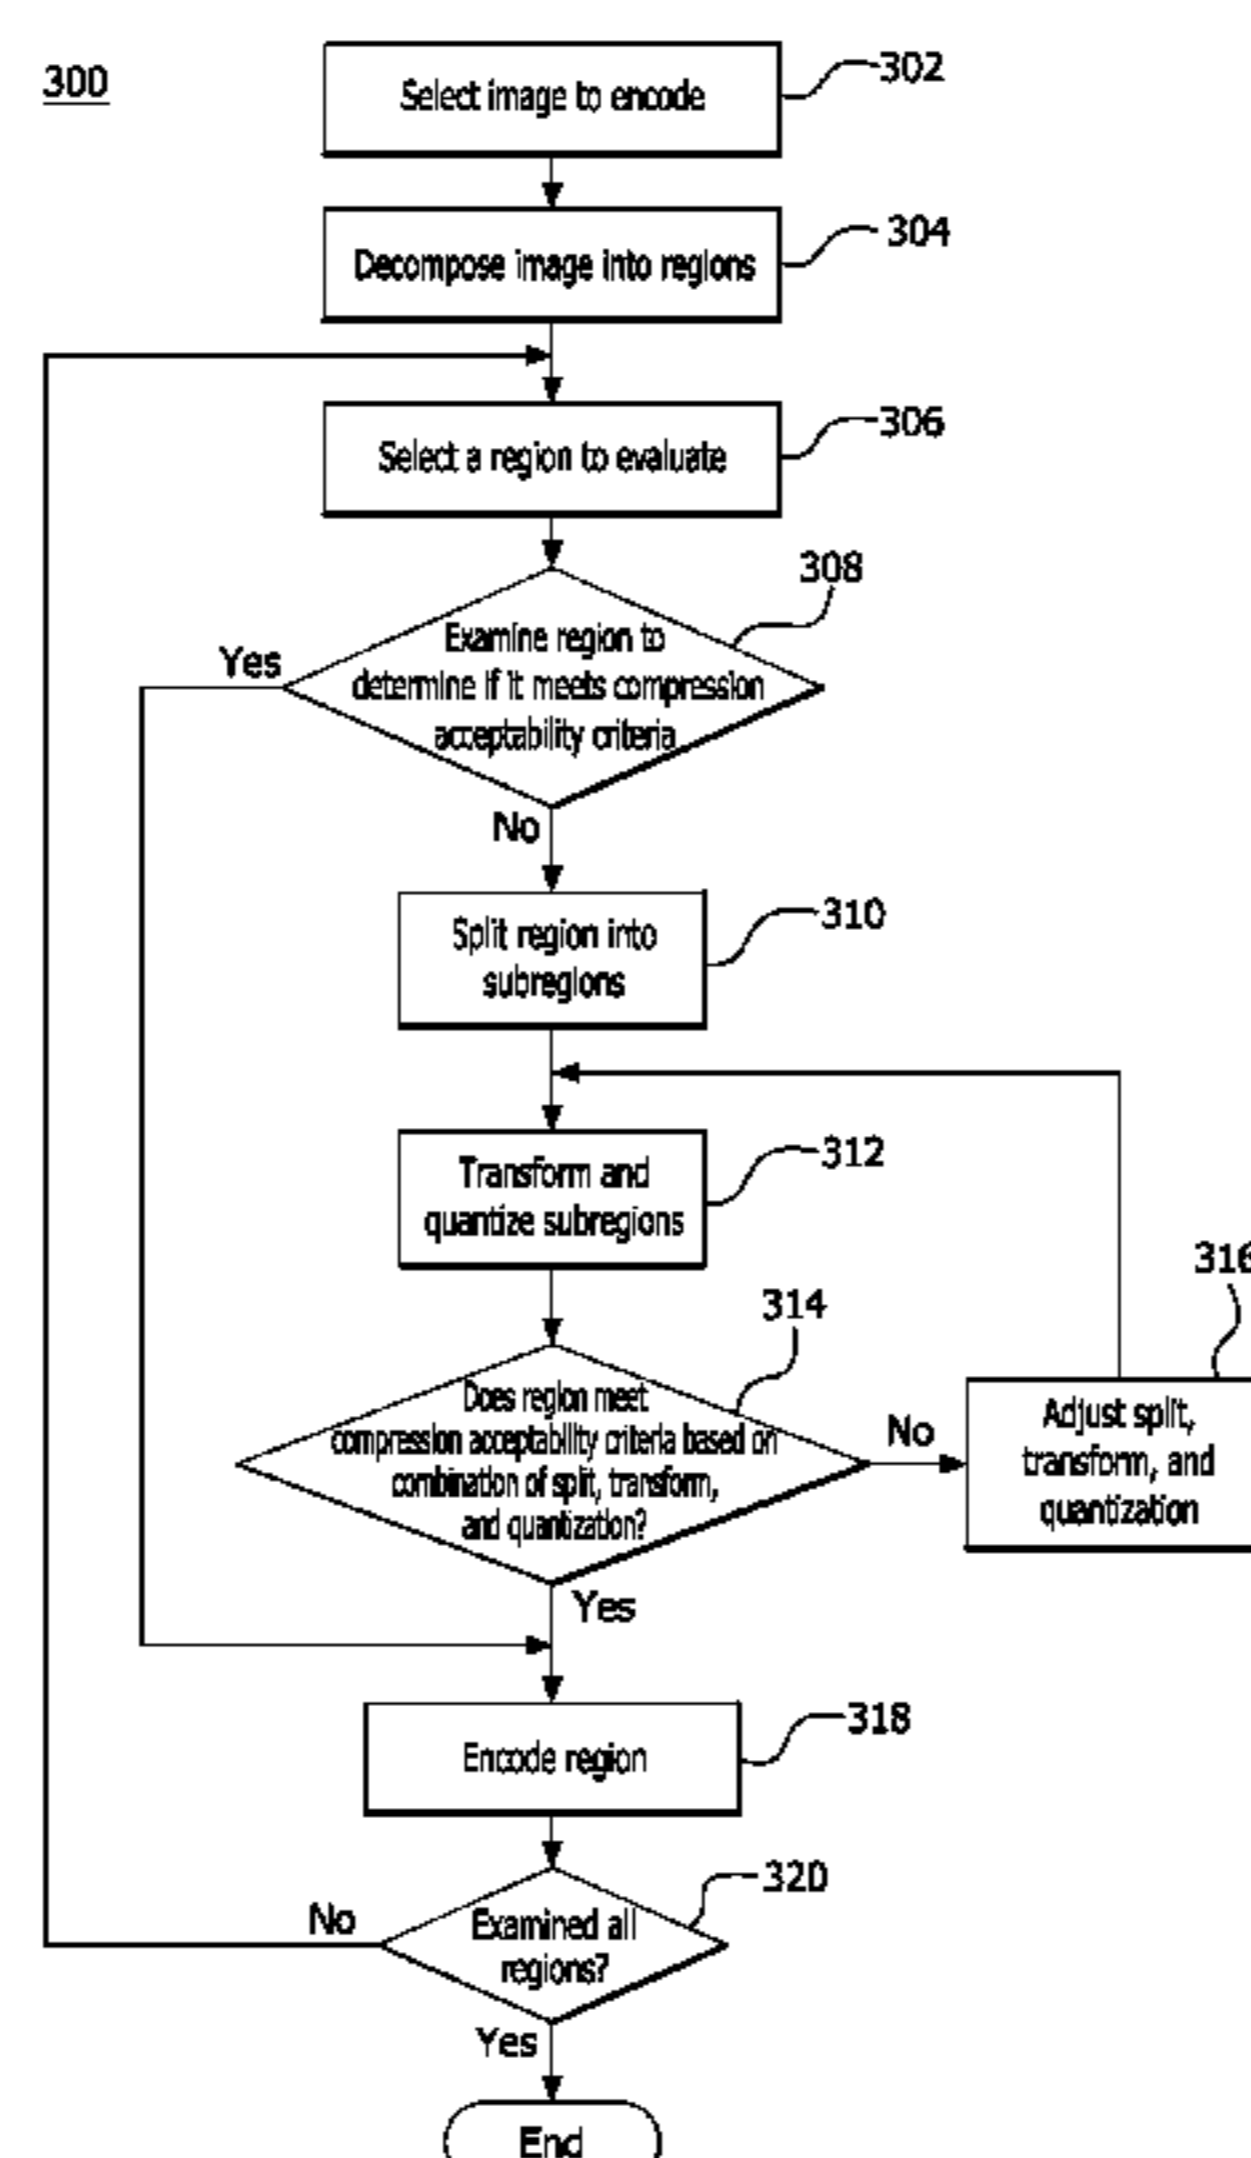 300
302
Select image to encode
304
Decompose image into regions
306
Select a region to evaluate
308
Examine region to
determine if it meets compression
acceptability criteria
Yes
No
310
Split region into
subregions
312
Transform and
quantize subregions
314
Does region meet
compression acceptability criteria based on
combination of split, transform,
and quantization?
No
316
Adjust split,
transform, and
quantization
Yes
318
Encode region
320
Examined all
regions?
No
Yes
End